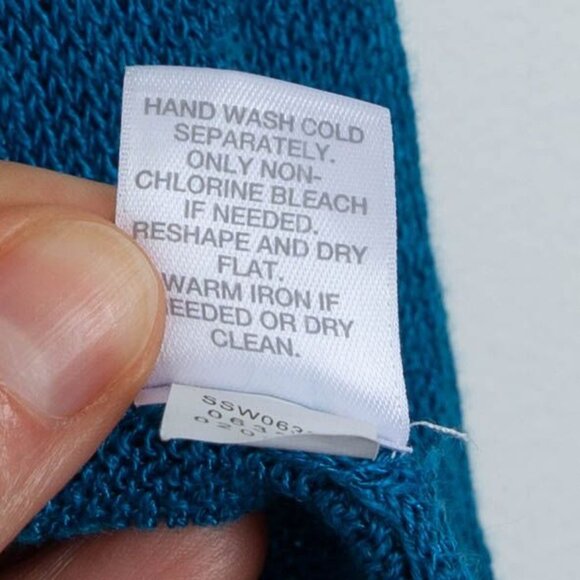 HAND WASH COLD
SEPARATELY.
ONLY NON-
CHLORINE BLEACH
IF NEEDED.
RESHAPE AND DRY
FLAT.
WARM IRON IF
NEEDED OR DRY
CLEAN.